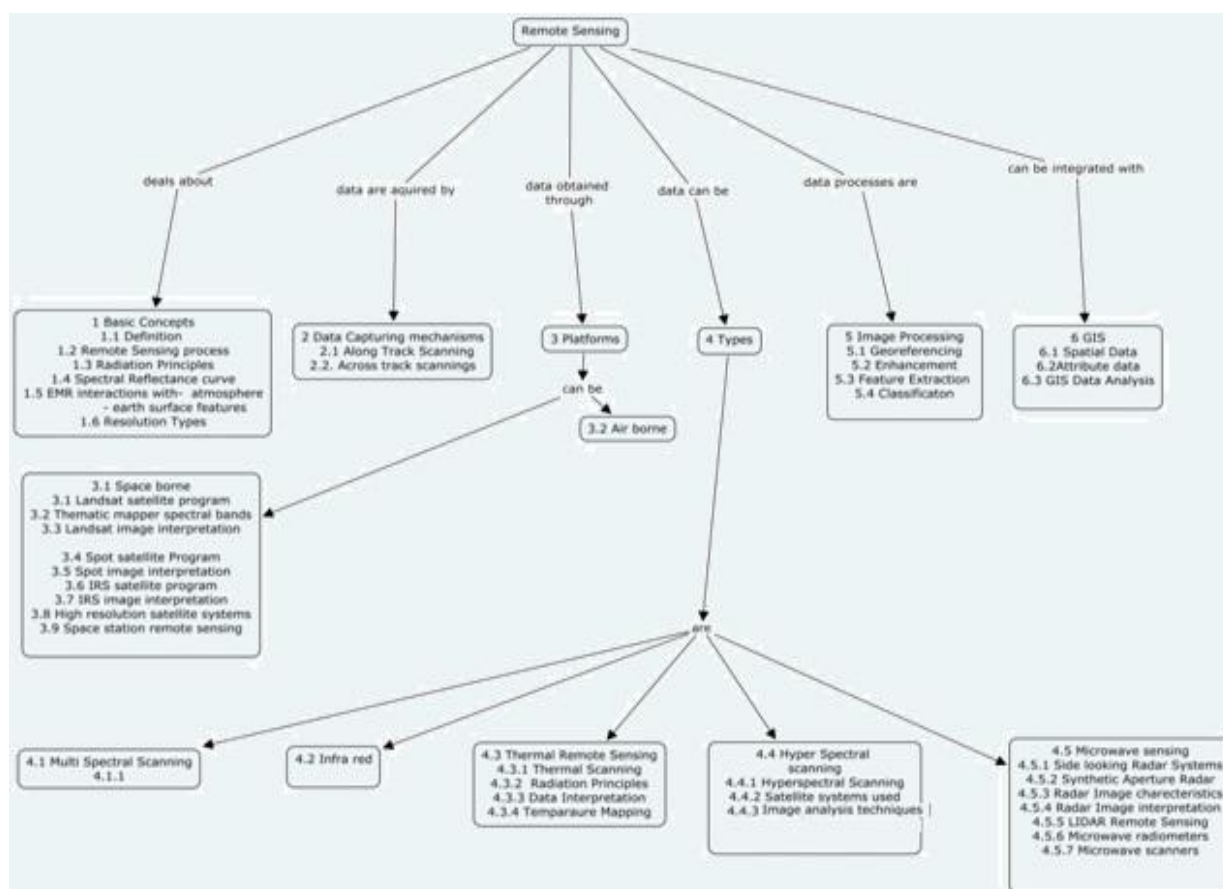 Remote Sensing
deals about
data are aquired by
data obtained
through
data can be
data processes are
can be integrated with
1 Basic Concepts
1.1 Definition
1.2 Remote Sensing process
1.3 Radiation Principles
1.4 Spectral Reflectance curve
1.5 EMR interactions with- atmosphere
- earth surface features
1.6 Resolution Types
2 Data Capturing mechanisms
2.1 Along Track Scanning
2.2. Across track scannings
3 Platforms
4 Types
5 Image Processing
5.1 Georeferencing
5.2 Enhancement
5.3 Feature Extraction
5.4 Classificaton
6 GIS
6.1 Spatial Data
6.2Attribute data
6.3 GIS Data Analysis
can be
3.2 Air borne
3.1 Space borne
3.1 Landsat satellite program
3.2 Thematic mapper spectral bands
3.3 Landsat image interpretation
3.4 Spot satellite Program
3.5 Spot image interpretation
3.6 IRS satellite program
3.7 IRS image interpretation
3.8 High resolution satellite systems
3.9 Space station remote sensing
are
4.1 Multi Spectral Scanning
4.1.1
4.2 Infra red
4.3 Thermal Remote Sensing
4.3.1 Thermal Scanning
4.3.2 Radiation Principles
4.3.3 Data Interpretation
4.3.4 Temparaure Mapping
4.4 Hyper Spectral
scanning
4.4.1 Hyperspectral Scanning
4.4.2 Satellite systems used
4.4.3 Image analysis techniques
4.5 Microwave sensing
4.5.1 Side looking Radar Systems
4.5.2 Synthetic Aperture Radar
4.5.3 Radar Image charecteristics
4.5.4 Radar Image interpretation
4.5.5 LIDAR Remote Sensing
4.5.6 Microwave radiometers
4.5.7 Microwave scanners